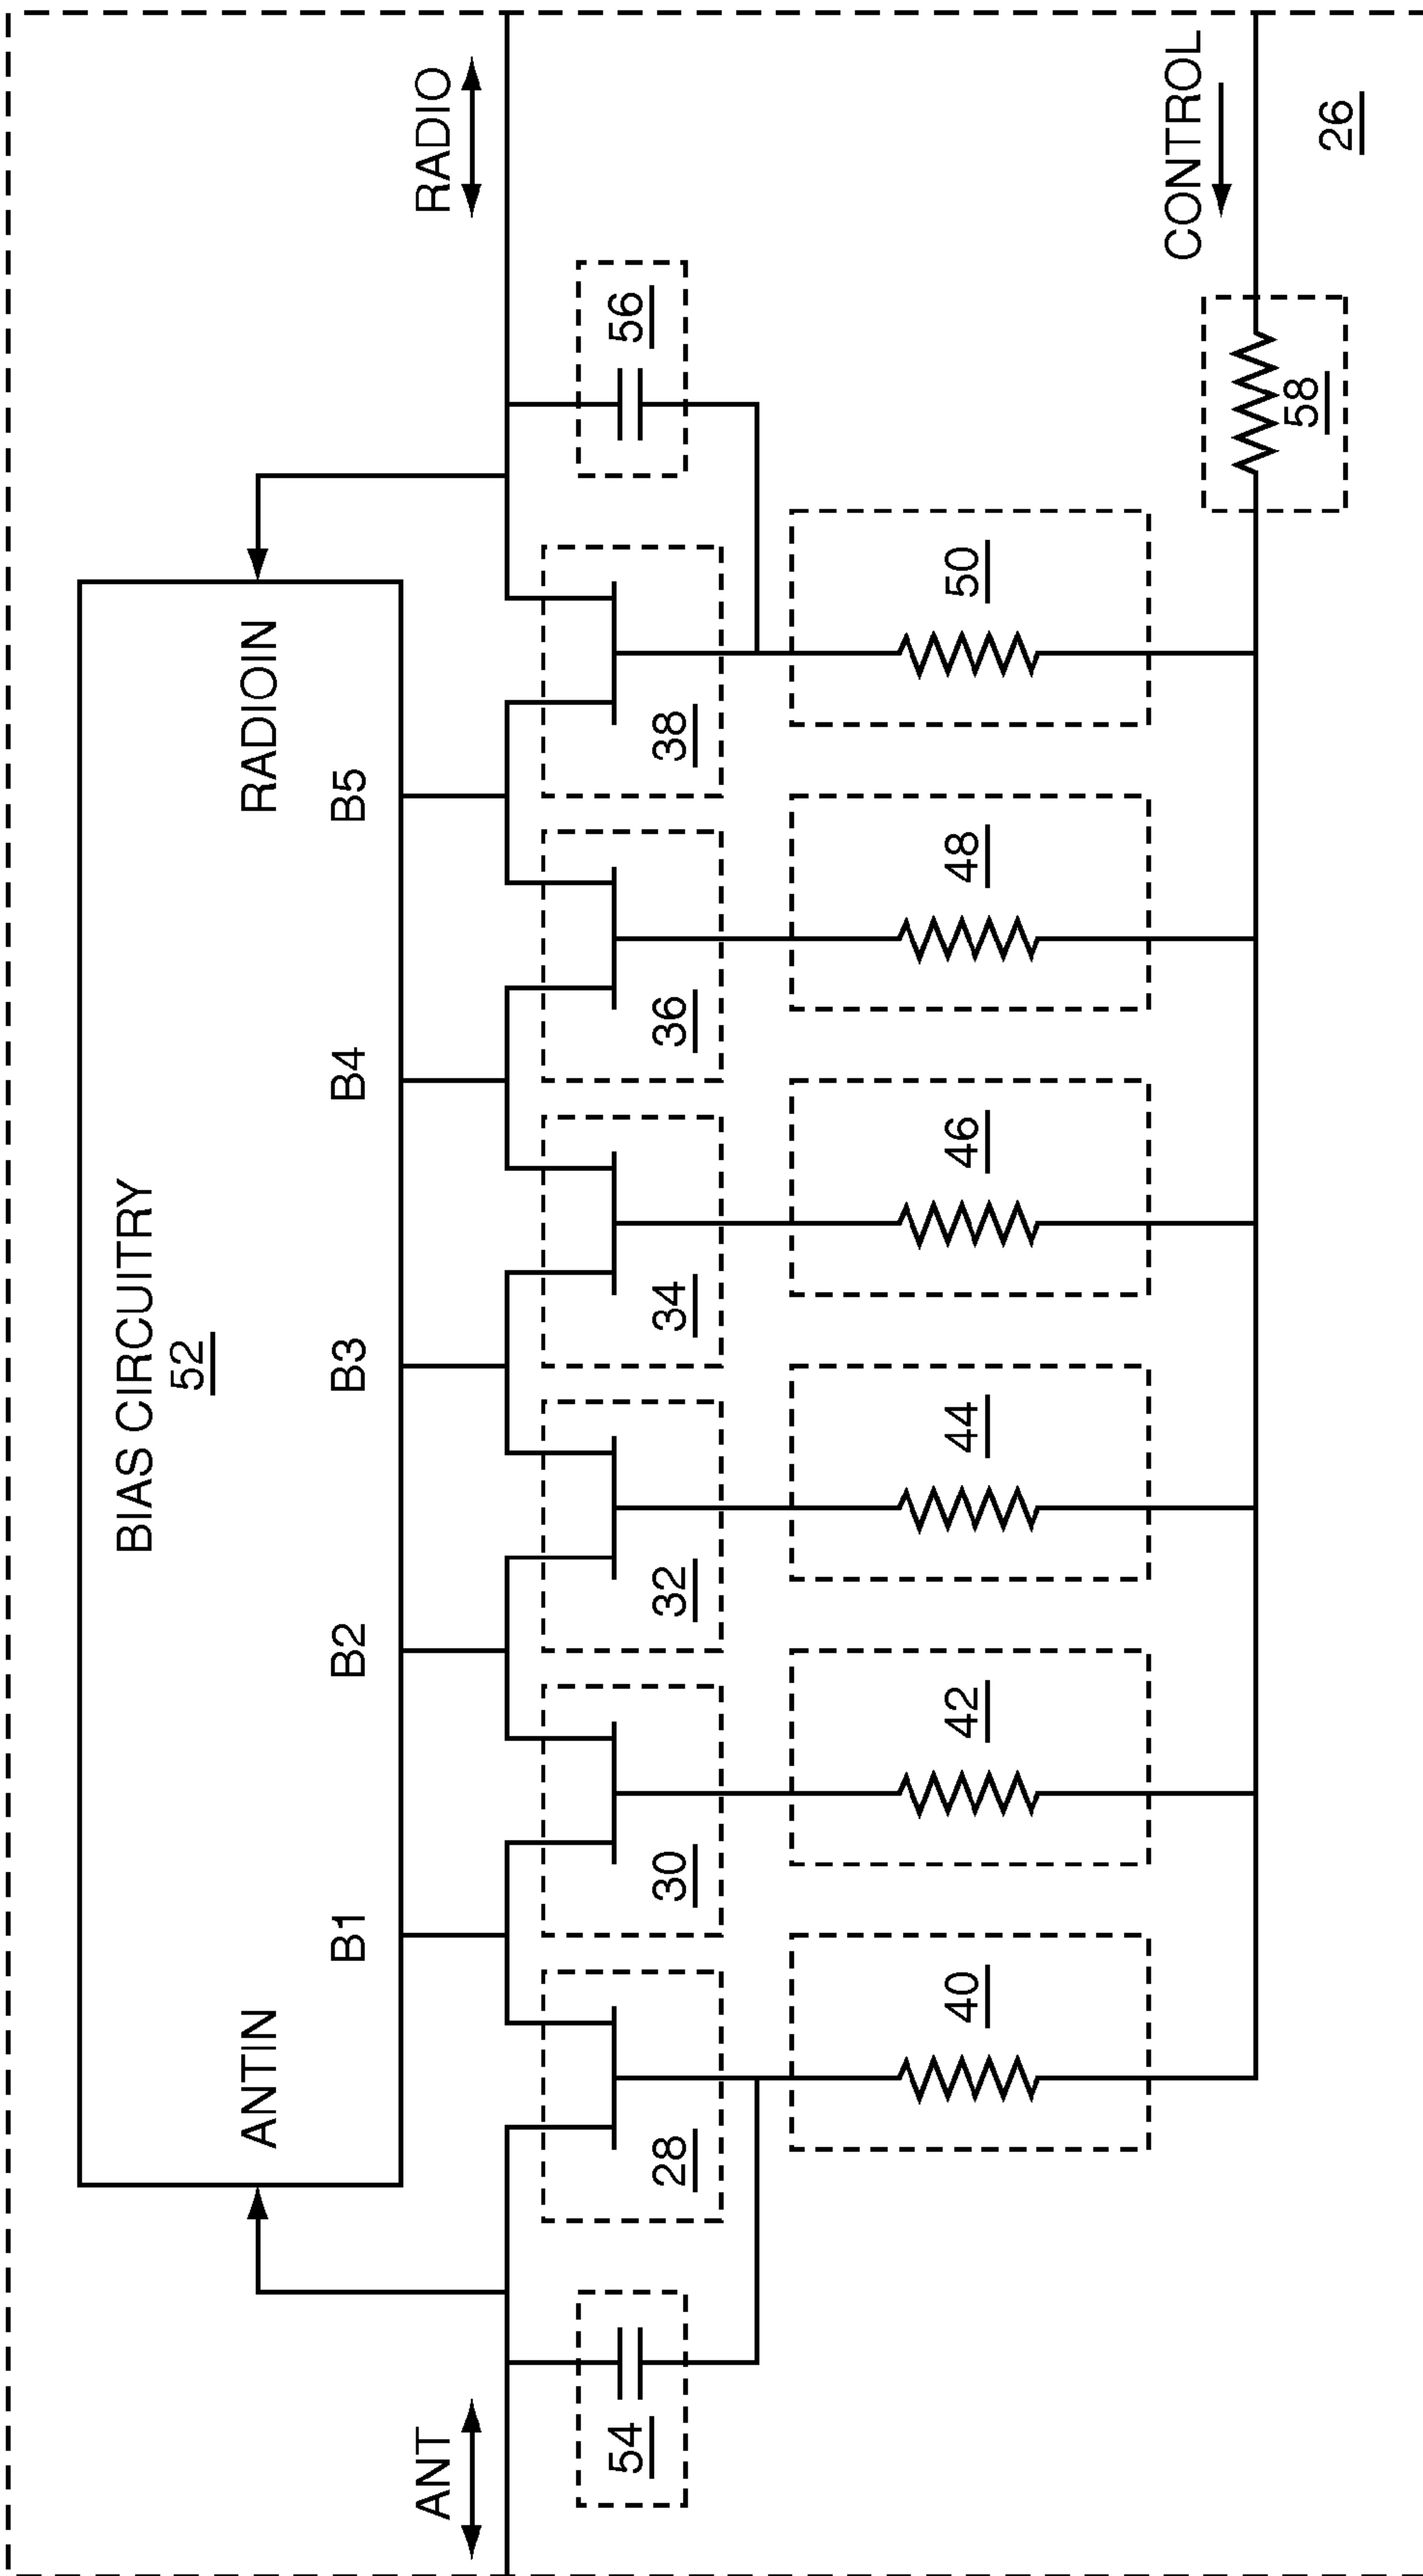 BIAS CIRCUITRY
52
ANTIN
RADIOIN
B1
B2
B3
B4
B5
ANT
RADIO
54
28
30
32
34
36
38
56
40
42
44
46
48
50
CONTROL
58
26